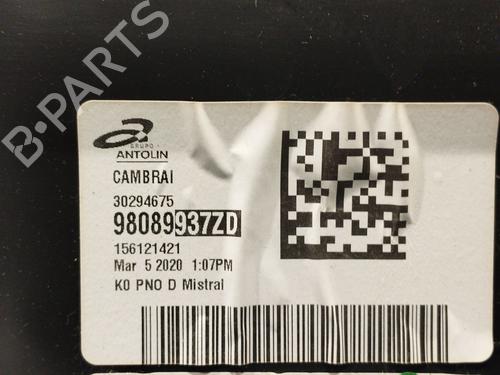 B-PARTS
GRUPO
ANTOLIN
CAMBRAI
30294675
98089937ZD
156121421
Mar 5 2020 1:07PM
K0 PNO D Mistral